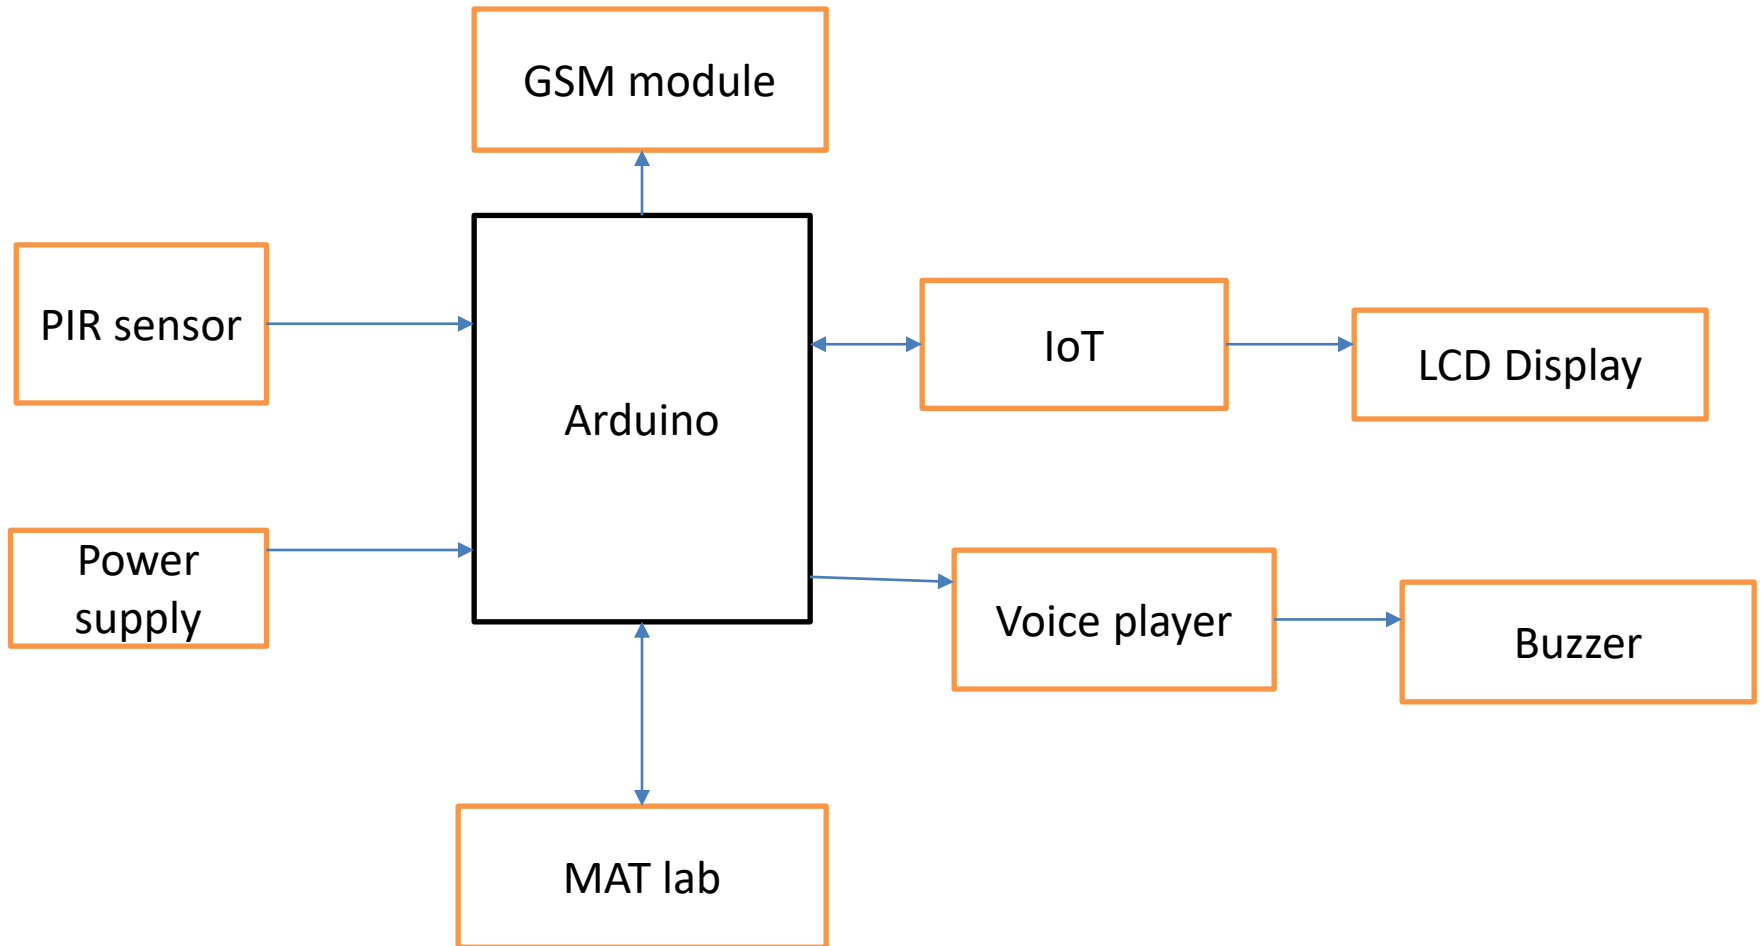 GSM module
PIR sensor
Arduino
IoT
LCD Display
Power
supply
Voice player
Buzzer
MAT lab